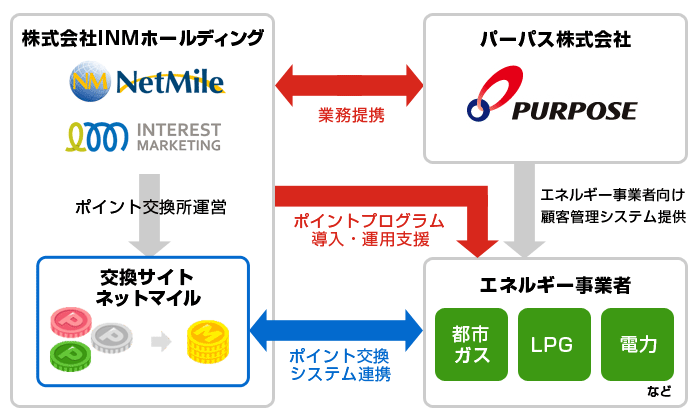 株式会社INMホールディング
NM NetMile
INTEREST
MARKETING
ポイント交換所運営
交換サイト
ネットマイル
P
P
P
M
業務提携
ポイントプログラム
導入・運用支援
ポイント交換
システム連携
パーパス株式会社
PURPOSE
エネルギー事業者向け
顧客管理システム提供
エネルギー事業者
都市
ガス
LPG
電力
など